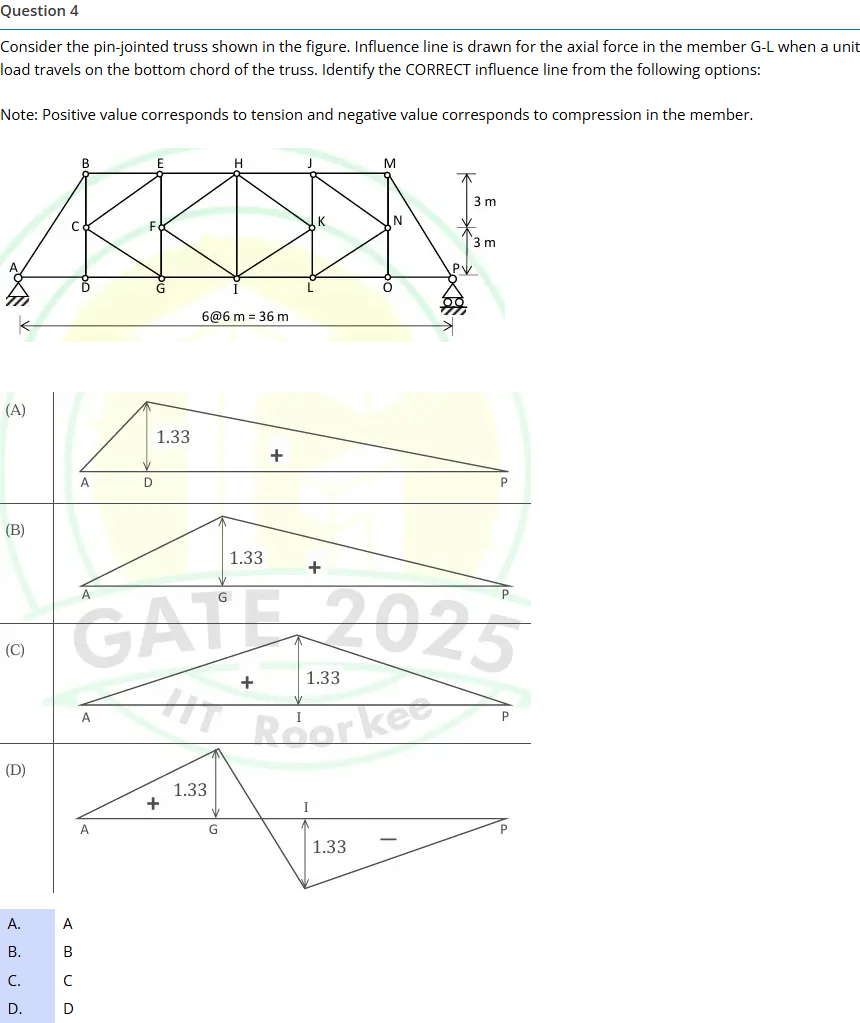 Question 4
Consider the pin-jointed truss shown in the figure. Influence line is drawn for the axial force in the member G-L when a unit
load travels on the bottom chord of the truss. Identify the CORRECT influence line from the following options:
Note: Positive value corresponds to tension and negative value corresponds to compression in the member.
B E H J M
3 m
C F K N
3 m
A P
D G I L O
6@6 m = 36 m
(A)
1.33
+
A D P
(B)
1.33
+
A G P
GATE 2025
(C)
1.33
+
A I P
IIT Roorkee
(D)
1.33
+
I
A G P
1.33
−
A. A
B. B
C. C
D. D